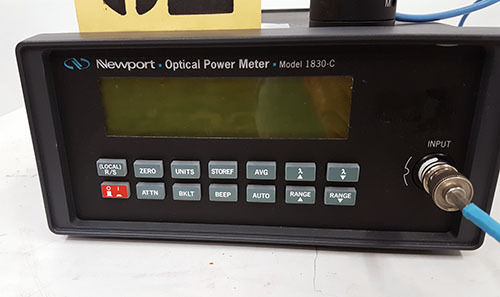 Newport • Optical Power Meter • Model 1830-C
INPUT
(LOCAL) R/S ZERO UNITS STOREF AVG λ λ
O I ATTN BKLT BEEP AUTO RANGE RANGE
M